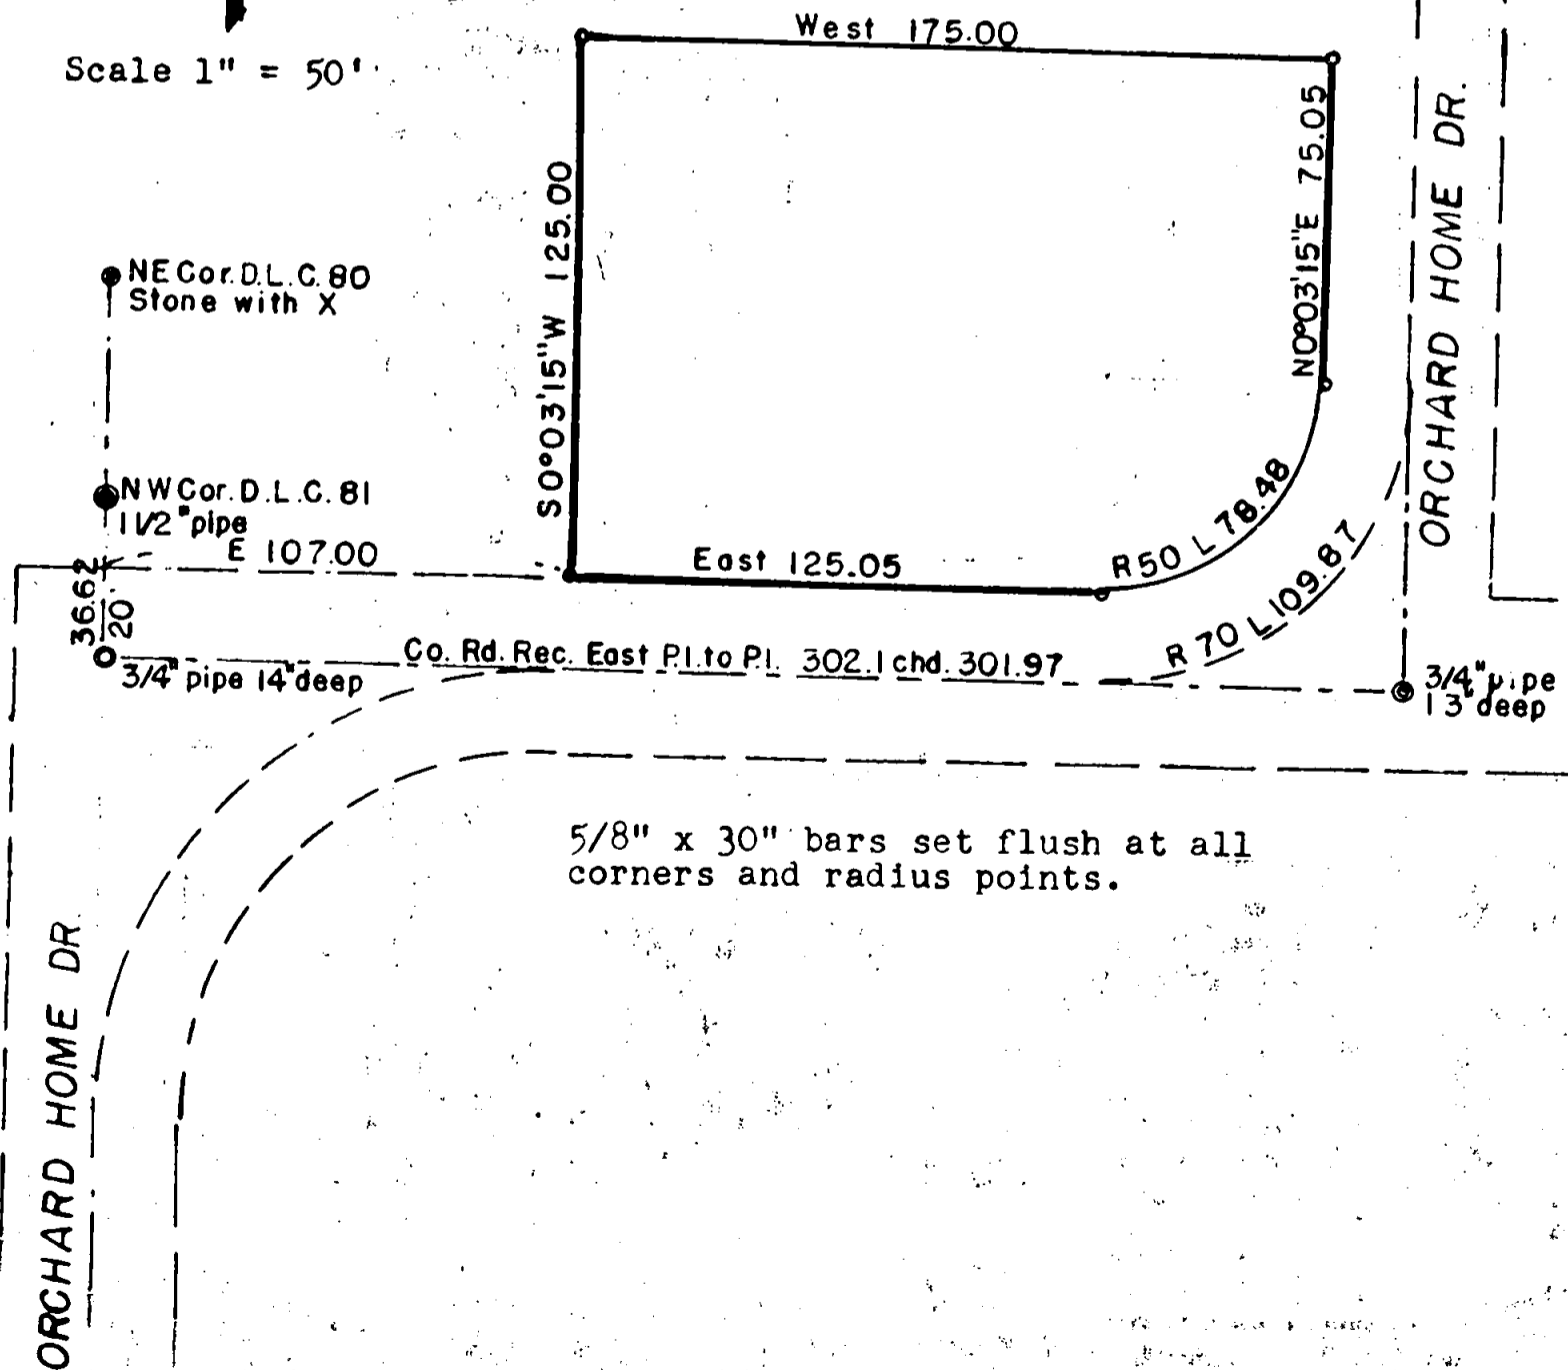 West 175.00
Scale 1" = 50'
N0°03'15"E 75.05
ORCHARD HOME DR.
S0°03'15"W 125.00
NE Cor. D.L.C. 80
Stone with X
NW Cor. D.L.C. 81
1 1/2" pipe
E 107.00
East 125.05
R 50 L 78.48
36.62
20'
R 70 L 109.87
Co. Rd. Rec. East P.I. to P.I. 302.1 chd. 301.97
3/4" pipe 14" deep
3/4" pipe
13" deep
5/8" x 30" bars set flush at all
corners and radius points.
ORCHARD HOME DR.